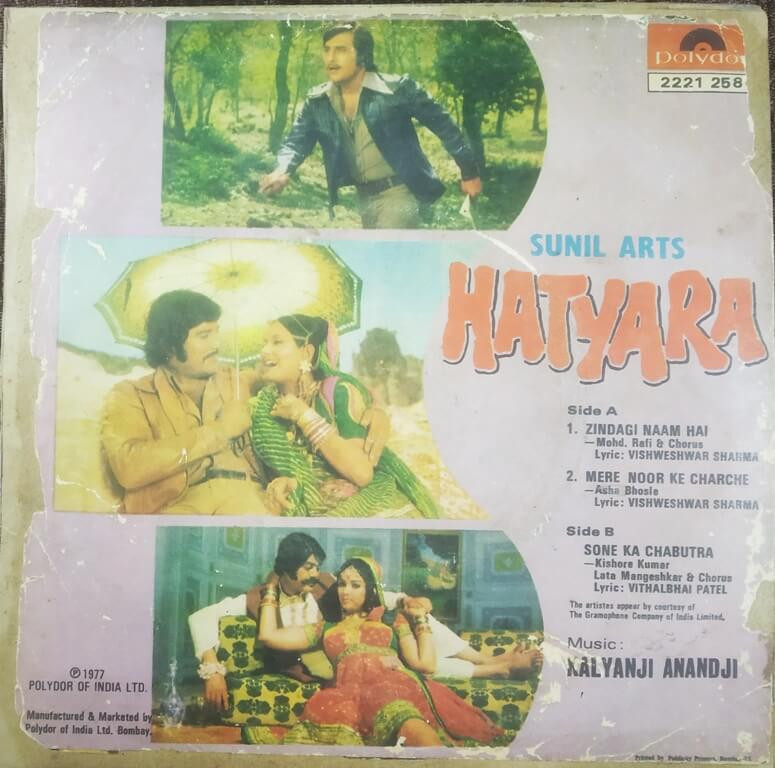 Polydor
2221 258
SUNIL ARTS
HATYARA
Side A
1. ZINDAGI NAAM HAI
—Mohd. Rafi & Chorus
Lyric: VISHWESHWAR SHARMA
2. MERE NOOR KE CHARCHE
—Asha Bhosle
Lyric: VISHWESHWAR SHARMA
Side B
SONE KA CHABUTRA
—Kishore Kumar
Lata Mangeshkar & Chorus
Lyric: VITHALBHAI PATEL
The artistes appear by courtesy of
The Gramophone Company of India Limited.
Music:
KALYANJI ANANDJI
Ⓟ 1977
POLYDOR OF INDIA LTD.
Manufactured & Marketed by
Polydor of India Ltd. Bombay.
Printed by